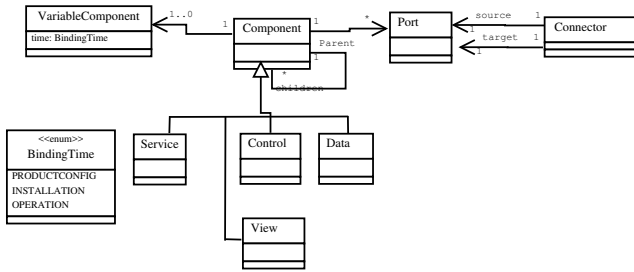 VariableComponent
time: BindingTime
1..0
1
Component
1
Parent
1
*
children
*
Port
source
1
1
target
1
1
Connector
<<enum>>
BindingTime
PRODUCTCONFIG
INSTALLATION
OPERATION
Service
Control
Data
View